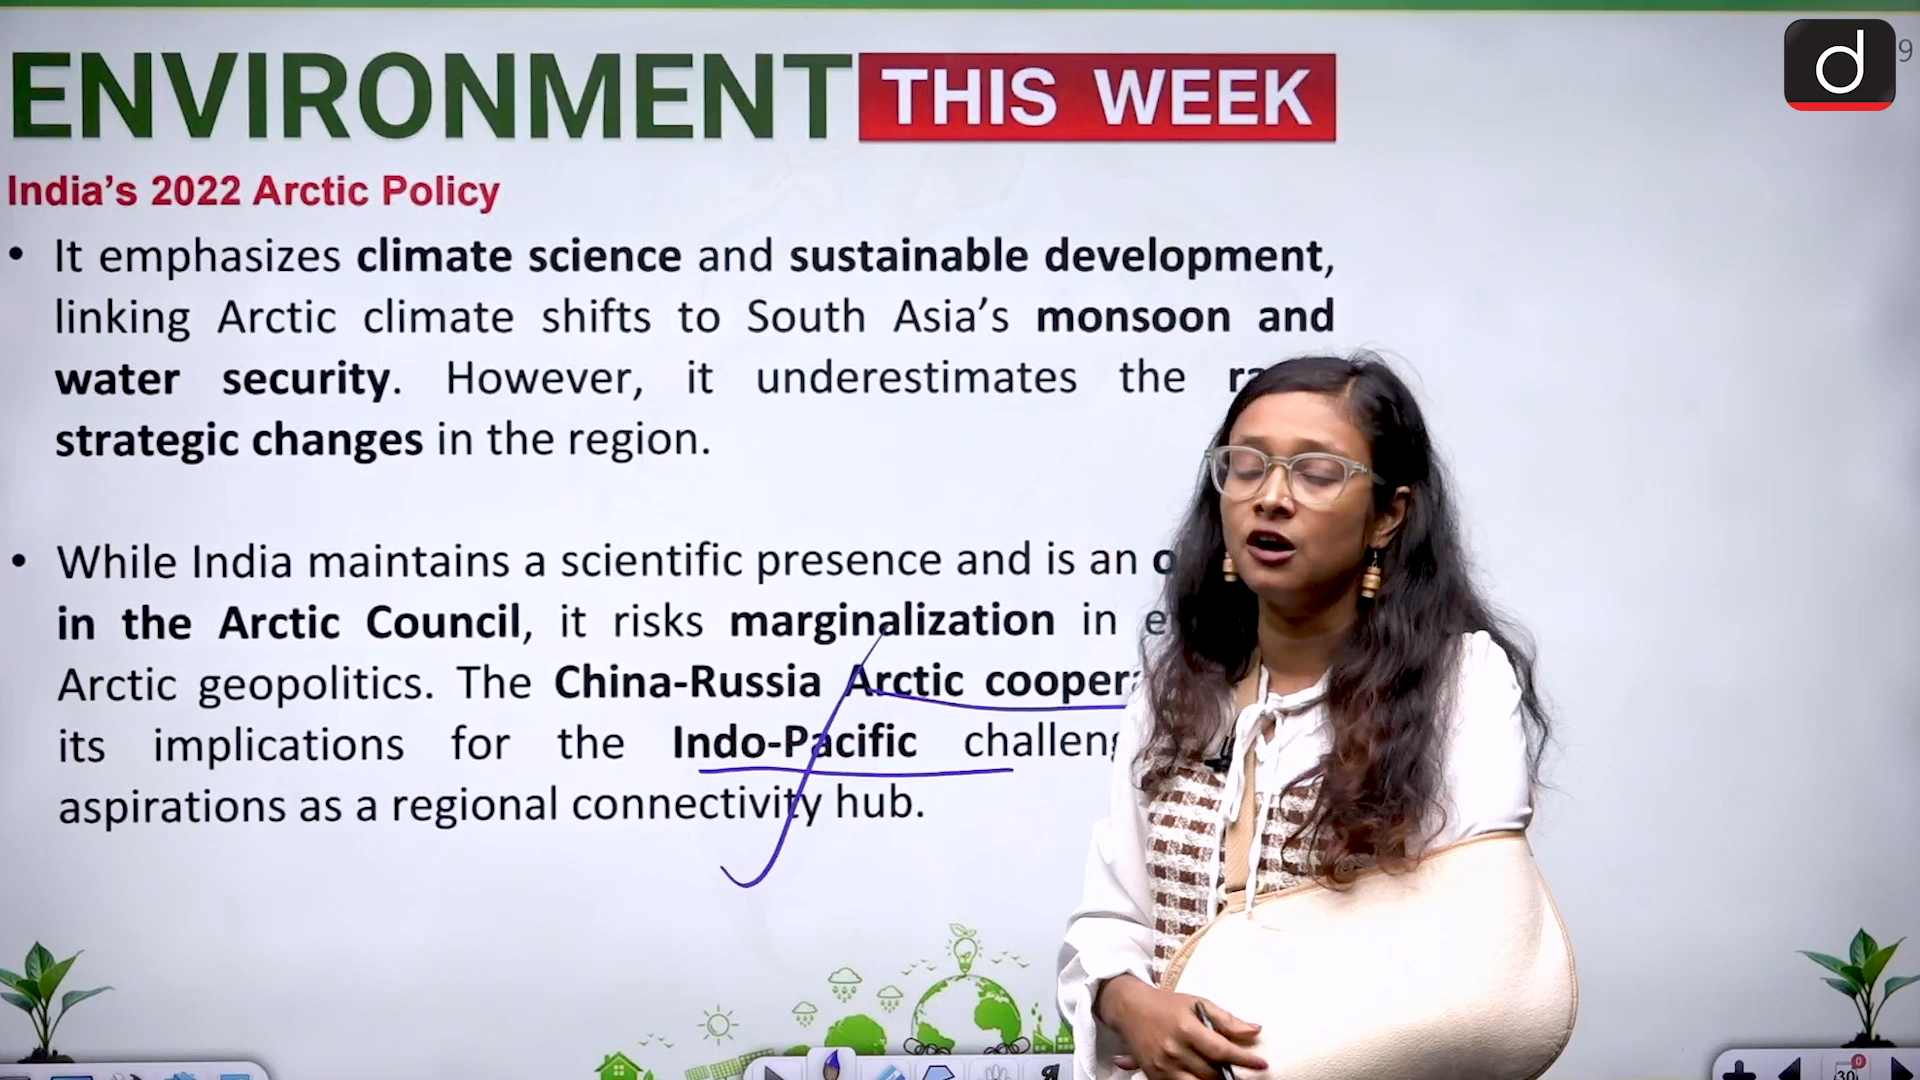 ENVIRONMENT THIS WEEK
d
9
India's 2022 Arctic Policy
• It emphasizes climate science and sustainable development,
linking Arctic climate shifts to South Asia's monsoon and
water security. However, it underestimates the
strategic changes in the region.
• While India maintains a scientific presence and is an
in the Arctic Council, it risks marginalization in
Arctic geopolitics. The China-Russia Arctic
its implications for the Indo-Pacific
aspirations as a regional connectivity hub.
30
0